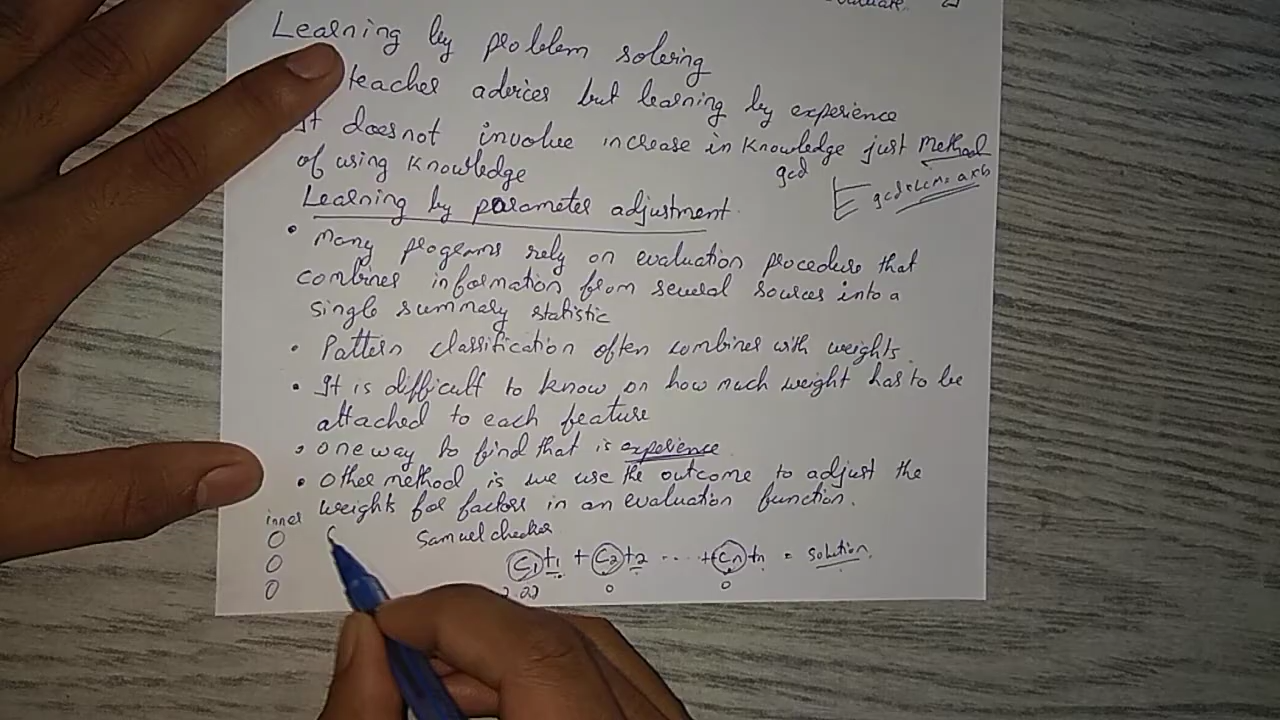 evaluate.
Learning by problem solving
teacher advices but learning by experience
It does not involve increase in knowledge just method
of using knowledge
gcd
gcd*LCM=axb
Learning by parameter adjustment
• Many programs rely on evaluation procedure that
combines information from several sources into a
single summary statistic
• Pattern classification often combines with weights.
• It is difficult to know on how much weight has to be
attached to each feature
• one way to find that is experience
• other method is we use the outcome to adjust the
weights for factors in an evaluation function.
inner
Samuel checker
C1t1 + C2t2 .... + Cntn = solution.